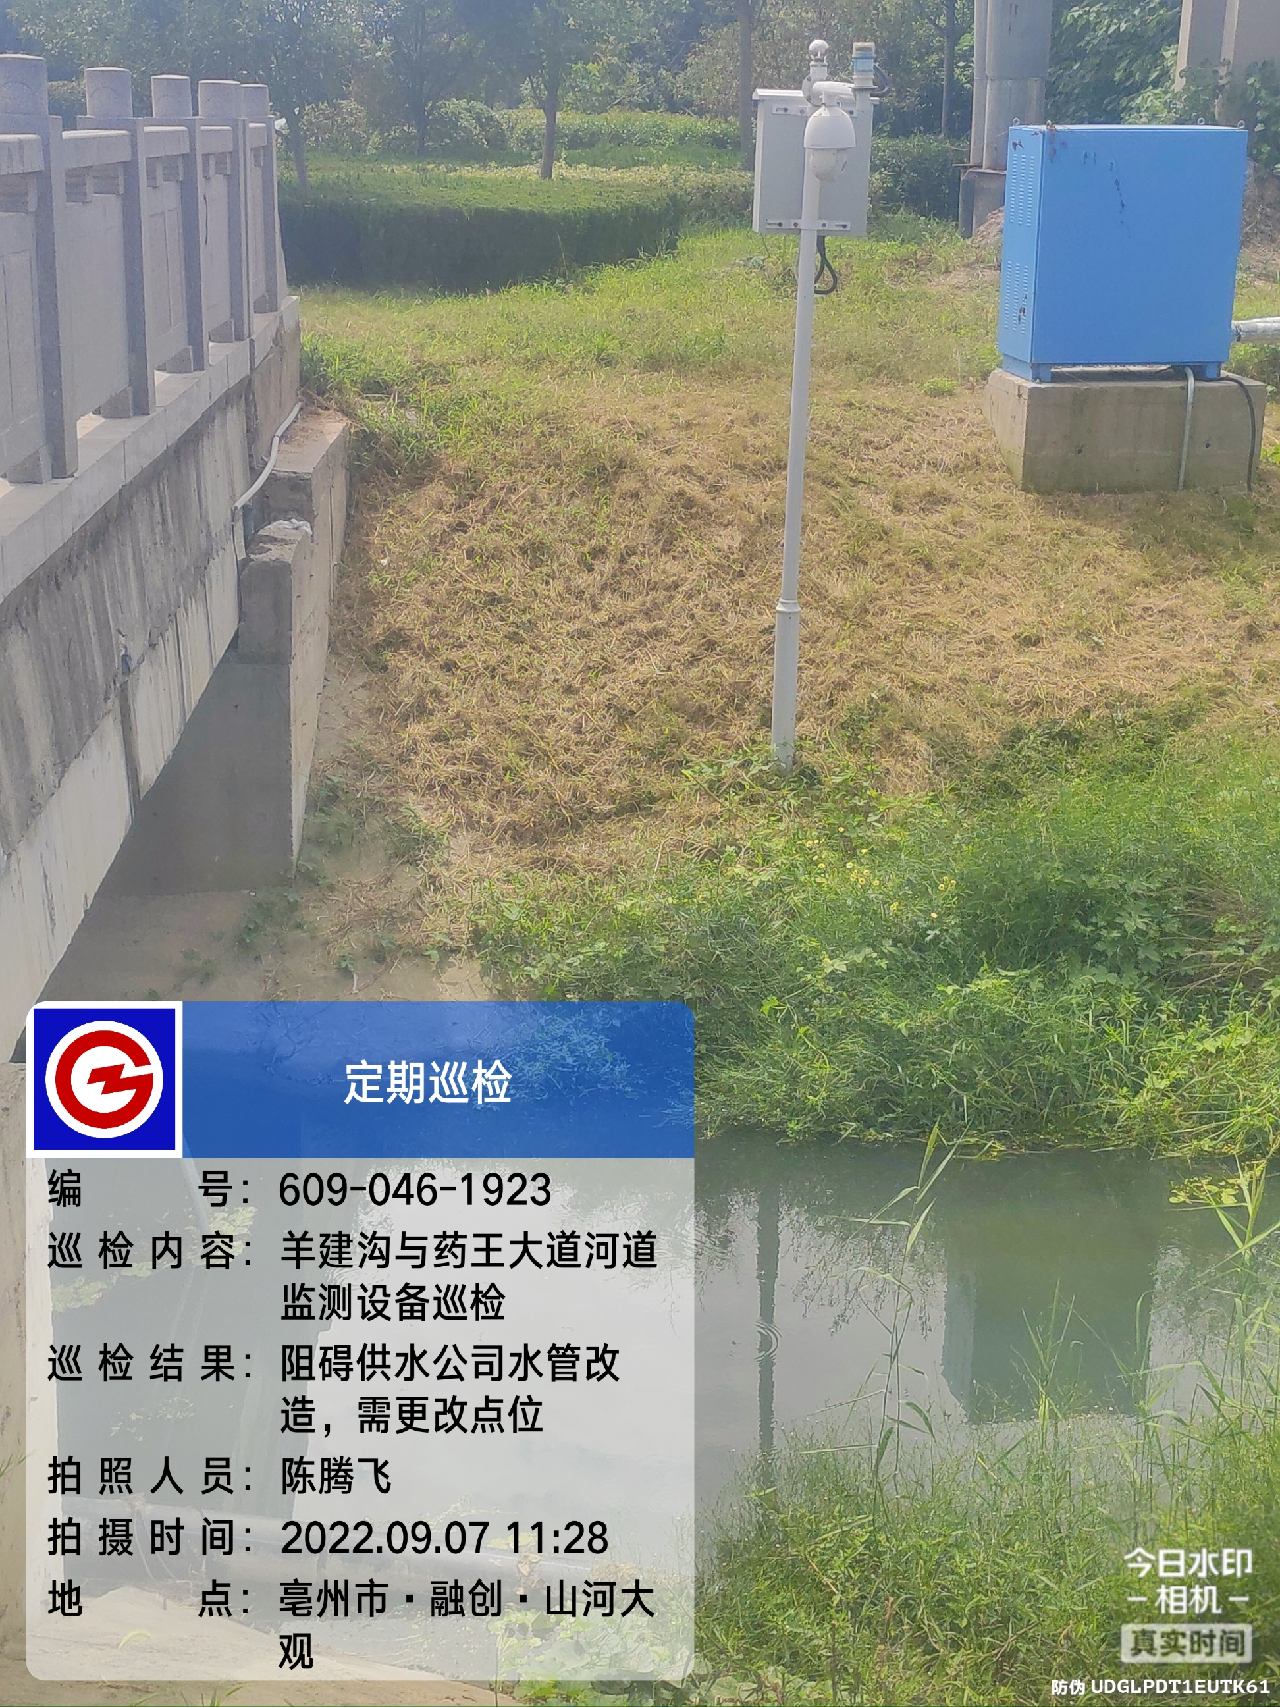 定期巡检
编号：609-046-1923
巡检内容：羊建沟与药王大道河道
监测设备巡检
巡检结果：阻碍供水公司水管改
造，需更改点位
拍照人员：陈腾飞
拍摄时间：2022.09.07 11:28
地点：亳州市·融创·山河大
观
今日水印
相机
真实时间
防伪 UDGLPDT1EUTK61